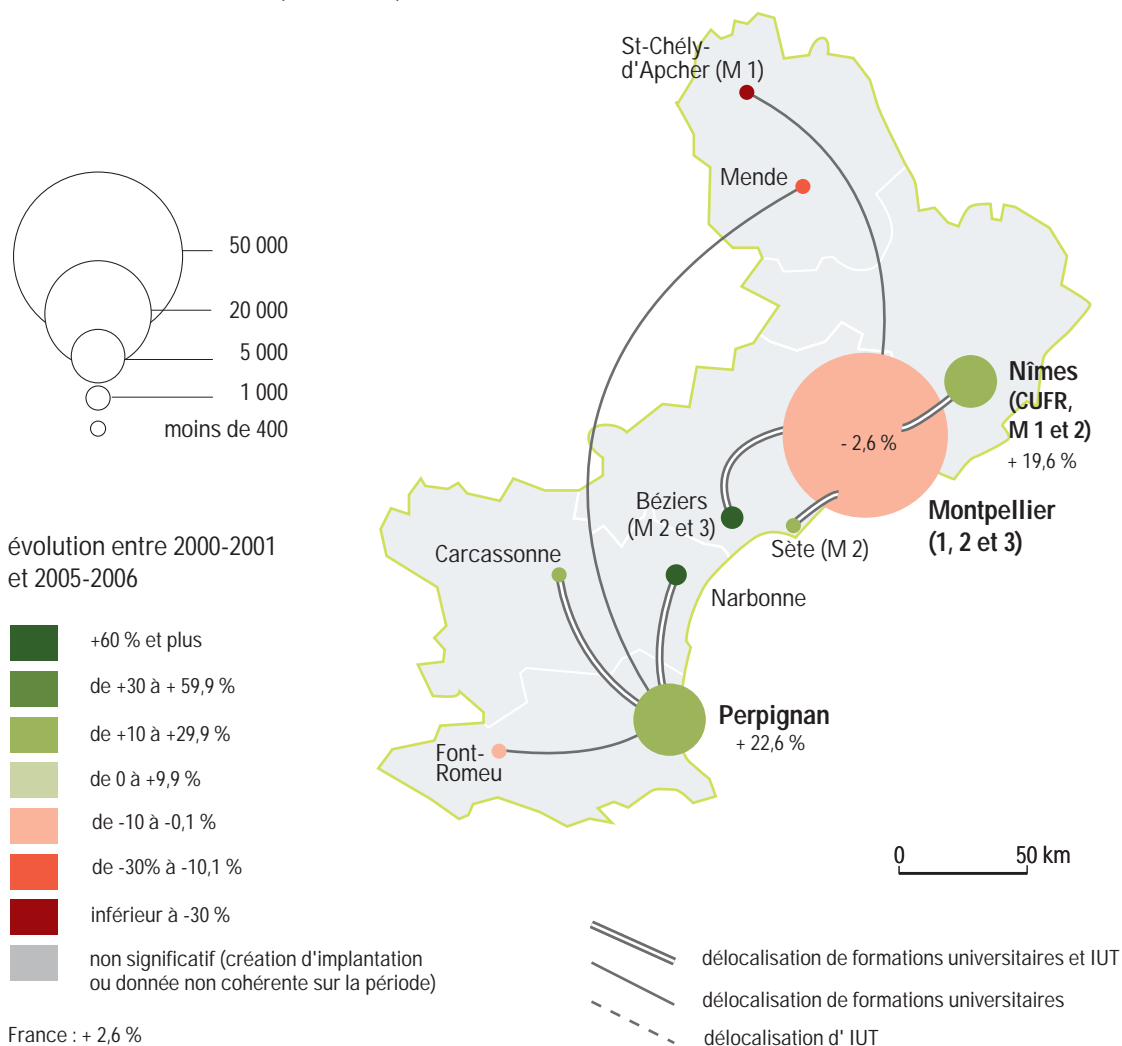 St-Chély-
d'Apcher (M 1)
Mende
50 000
20 000
5 000
1 000
moins de 400
Nîmes
(CUFR,
M 1 et 2)
+ 19,6 %
- 2,6 %
Béziers
(M 2 et 3)
Sète (M 2)
Montpellier
(1, 2 et 3)
Carcassonne
Narbonne
Perpignan
+ 22,6 %
Font-
Romeu
évolution entre 2000-2001
et 2005-2006
+60 % et plus
de +30 à + 59,9 %
de +10 à +29,9 %
de 0 à +9,9 %
de -10 à -0,1 %
de -30% à -10,1 %
inférieur à -30 %
non significatif (création d'implantation
ou donnée non cohérente sur la période)
France : + 2,6 %
0 50 km
délocalisation de formations universitaires et IUT
délocalisation de formations universitaires
délocalisation d' IUT